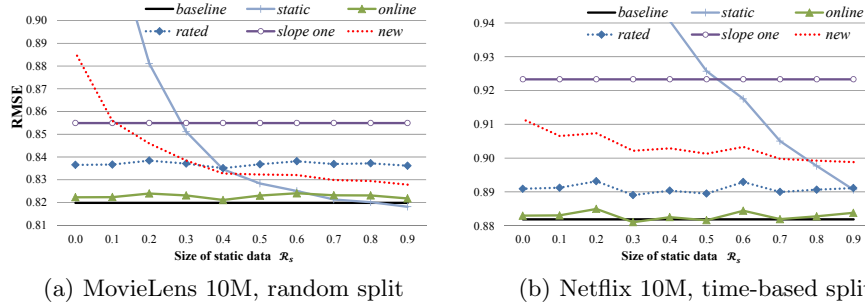 baseline static online
rated slope one new
0.90
0.89
0.88
0.87
0.86
0.85
0.84
0.83
0.82
0.81
RMSE
0.0 0.1 0.2 0.3 0.4 0.5 0.6 0.7 0.8 0.9
Size of static data ℛs
(a) MovieLens 10M, random split
baseline static online
rated slope one new
0.94
0.93
0.92
0.91
0.90
0.89
0.88
0.0 0.1 0.2 0.3 0.4 0.5 0.6 0.7 0.8 0.9
Size of static data ℛs
(b) Netflix 10M, time-based split